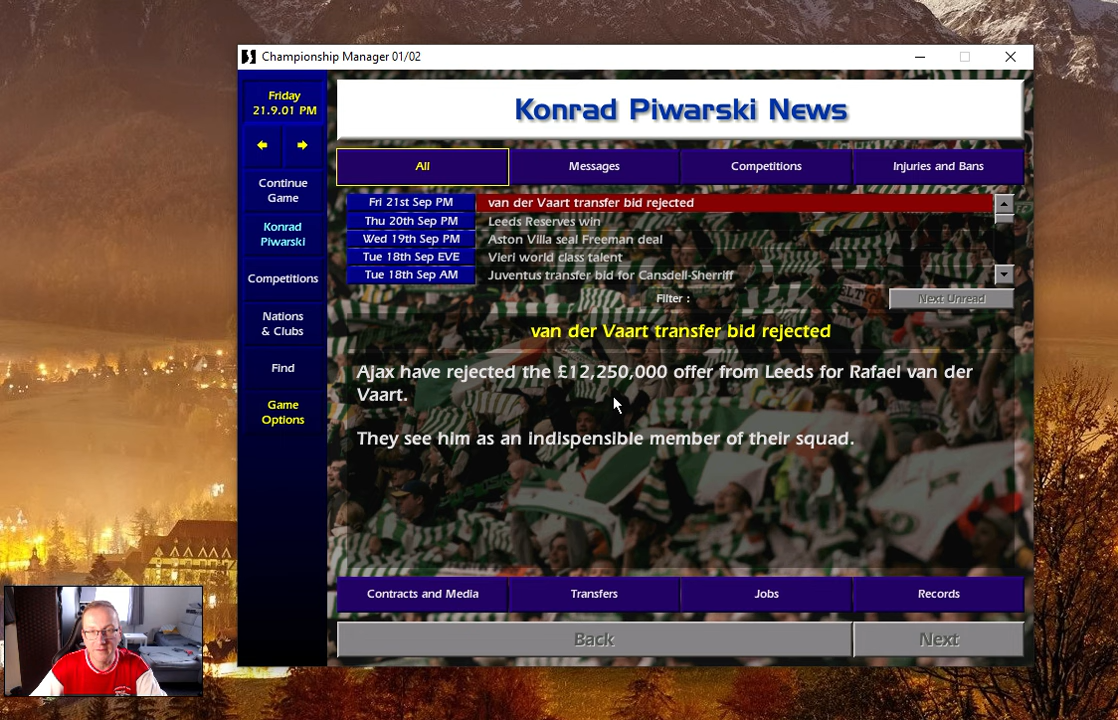 Championship Manager 01/02
Friday
21.9.01 PM
Continue
Game
Konrad
Piwarski
Competitions
Nations
& Clubs
Find
Game
Options
Konrad Piwarski News
All Messages Competitions Injuries and Bans
Fri 21st Sep PM van der Vaart transfer bid rejected
Thu 20th Sep PM Leeds Reserves win
Wed 19th Sep PM Aston Villa seal Freeman deal
Tue 18th Sep EVE Vieri world class talent
Tue 18th Sep AM Juventus transfer bid for Cansdell-Sherriff
Filter : Next Unread
van der Vaart transfer bid rejected
Ajax have rejected the £12,250,000 offer from Leeds for Rafael van der
Vaart.
They see him as an indispensible member of their squad.
Contracts and Media Transfers Jobs Records
Back Next